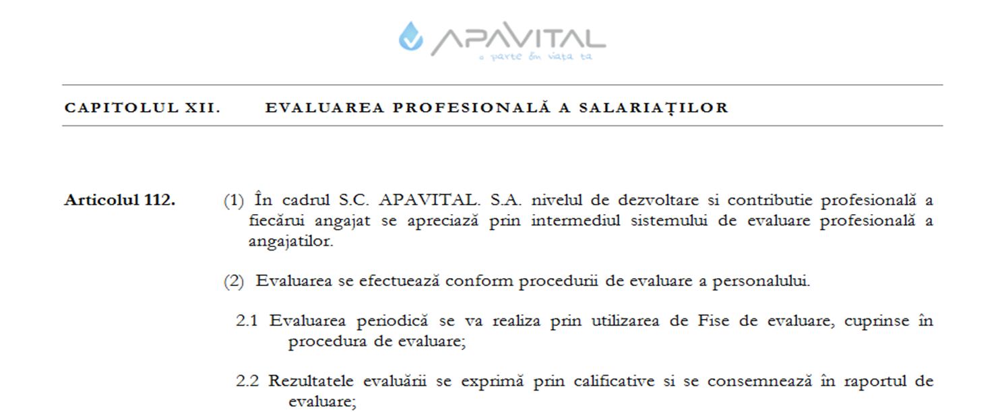 APAVITAL
a parte din viața ta
CAPITOLUL XII. EVALUAREA PROFESIONALĂ A SALARIAȚILOR
Articolul 112. (1) În cadrul S.C. APAVITAL. S.A. nivelul de dezvoltare si contributie profesională a
fiecărui angajat se apreciază prin intermediul sistemului de evaluare profesională a
angajatilor.
(2) Evaluarea se efectuează conform procedurii de evaluare a personalului.
2.1 Evaluarea periodică se va realiza prin utilizarea de Fise de evaluare, cuprinse în
procedura de evaluare;
2.2 Rezultatele evaluării se exprimă prin calificative si se consemnează în raportul de
evaluare;